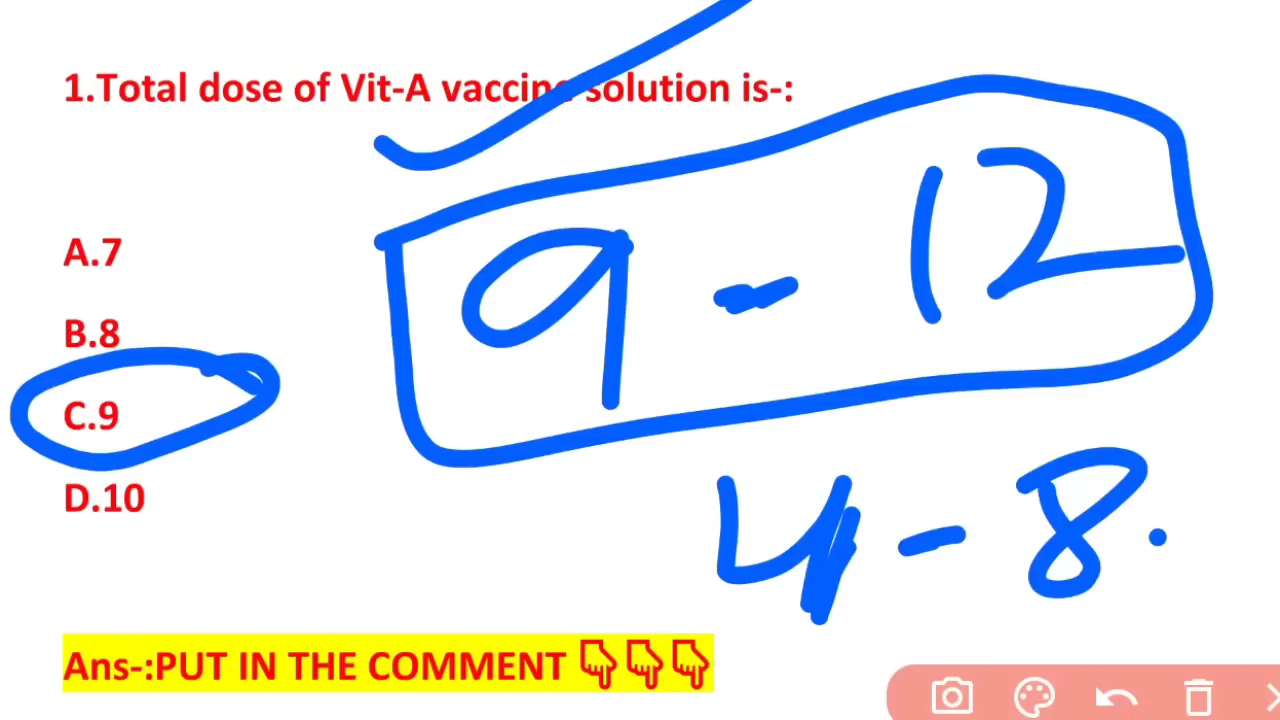 1.Total dose of Vit-A vaccine solution is-:
9 - 12
A.7
B.8
C.9
D.10
4 - 8.
Ans-:PUT IN THE COMMENT 👇👇👇